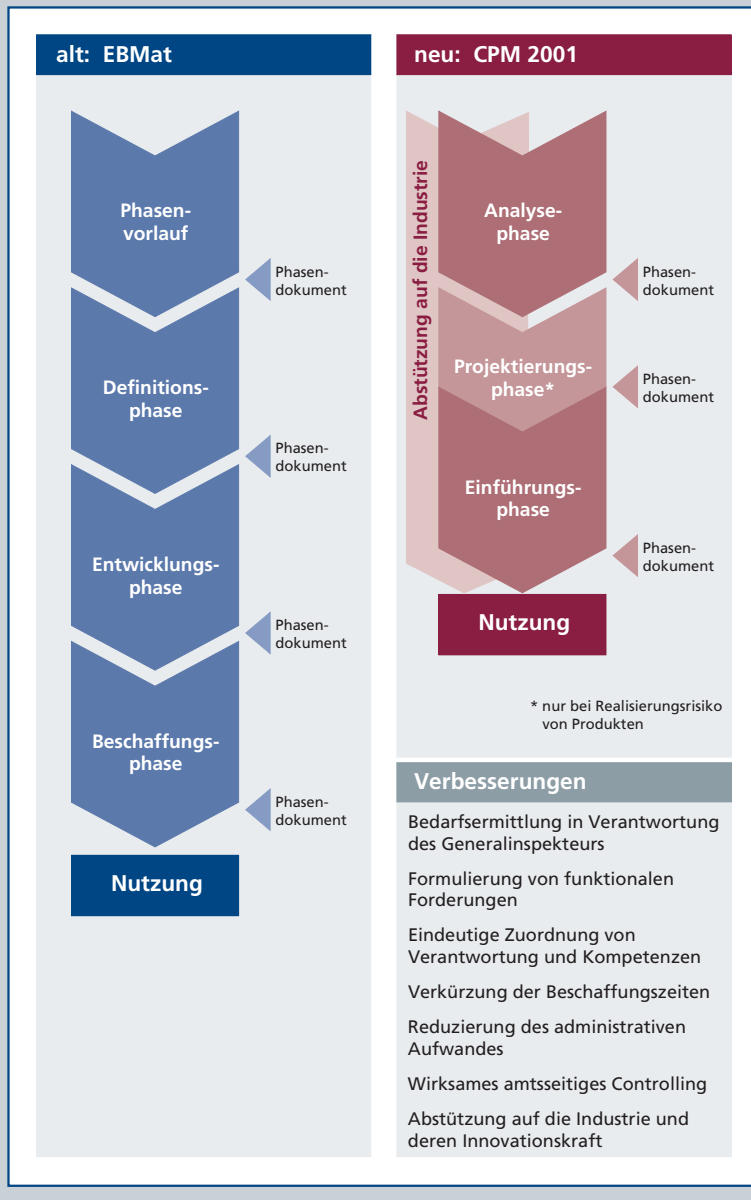 alt: EBMat
Phasen-
vorlauf
Phasen-
dokument
Definitions-
phase
Phasen-
dokument
Entwicklungs-
phase
Phasen-
dokument
Beschaffungs-
phase
Phasen-
dokument
Nutzung
neu: CPM 2001
Abstützung auf die Industrie
Analyse-
phase
Phasen-
dokument
Projektierungs-
phase*
Phasen-
dokument
Einführungs-
phase
Phasen-
dokument
Nutzung
* nur bei Realisierungsrisiko
von Produkten
Verbesserungen
Bedarfsermittlung in Verantwortung
des Generalinspekteurs
Formulierung von funktionalen
Forderungen
Eindeutige Zuordnung von
Verantwortung und Kompetenzen
Verkürzung der Beschaffungszeiten
Reduzierung des administrativen
Aufwandes
Wirksames amtsseitiges Controlling
Abstützung auf die Industrie und
deren Innovationskraft